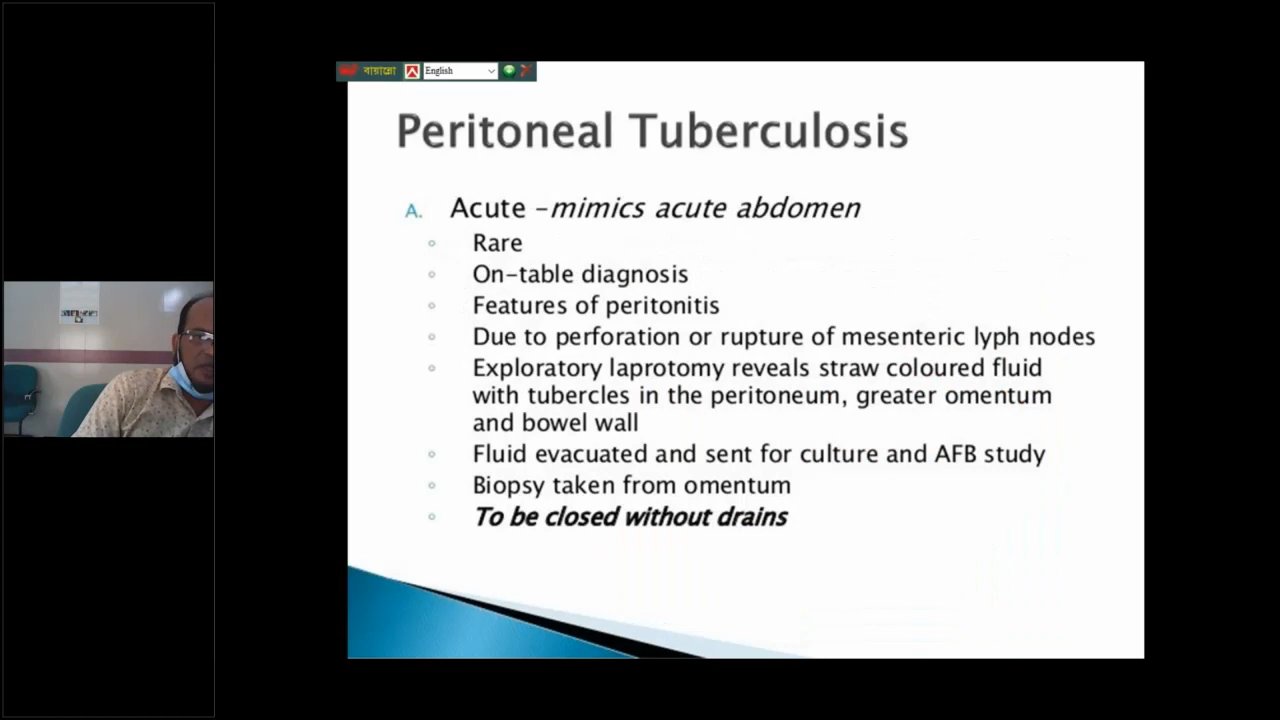 বায়ান্নো English
Peritoneal Tuberculosis
A. Acute -mimics acute abdomen
Rare
On-table diagnosis
Features of peritonitis
Due to perforation or rupture of mesenteric lyph nodes
Exploratory laprotomy reveals straw coloured fluid
with tubercles in the peritoneum, greater omentum
and bowel wall
Fluid evacuated and sent for culture and AFB study
Biopsy taken from omentum
To be closed without drains